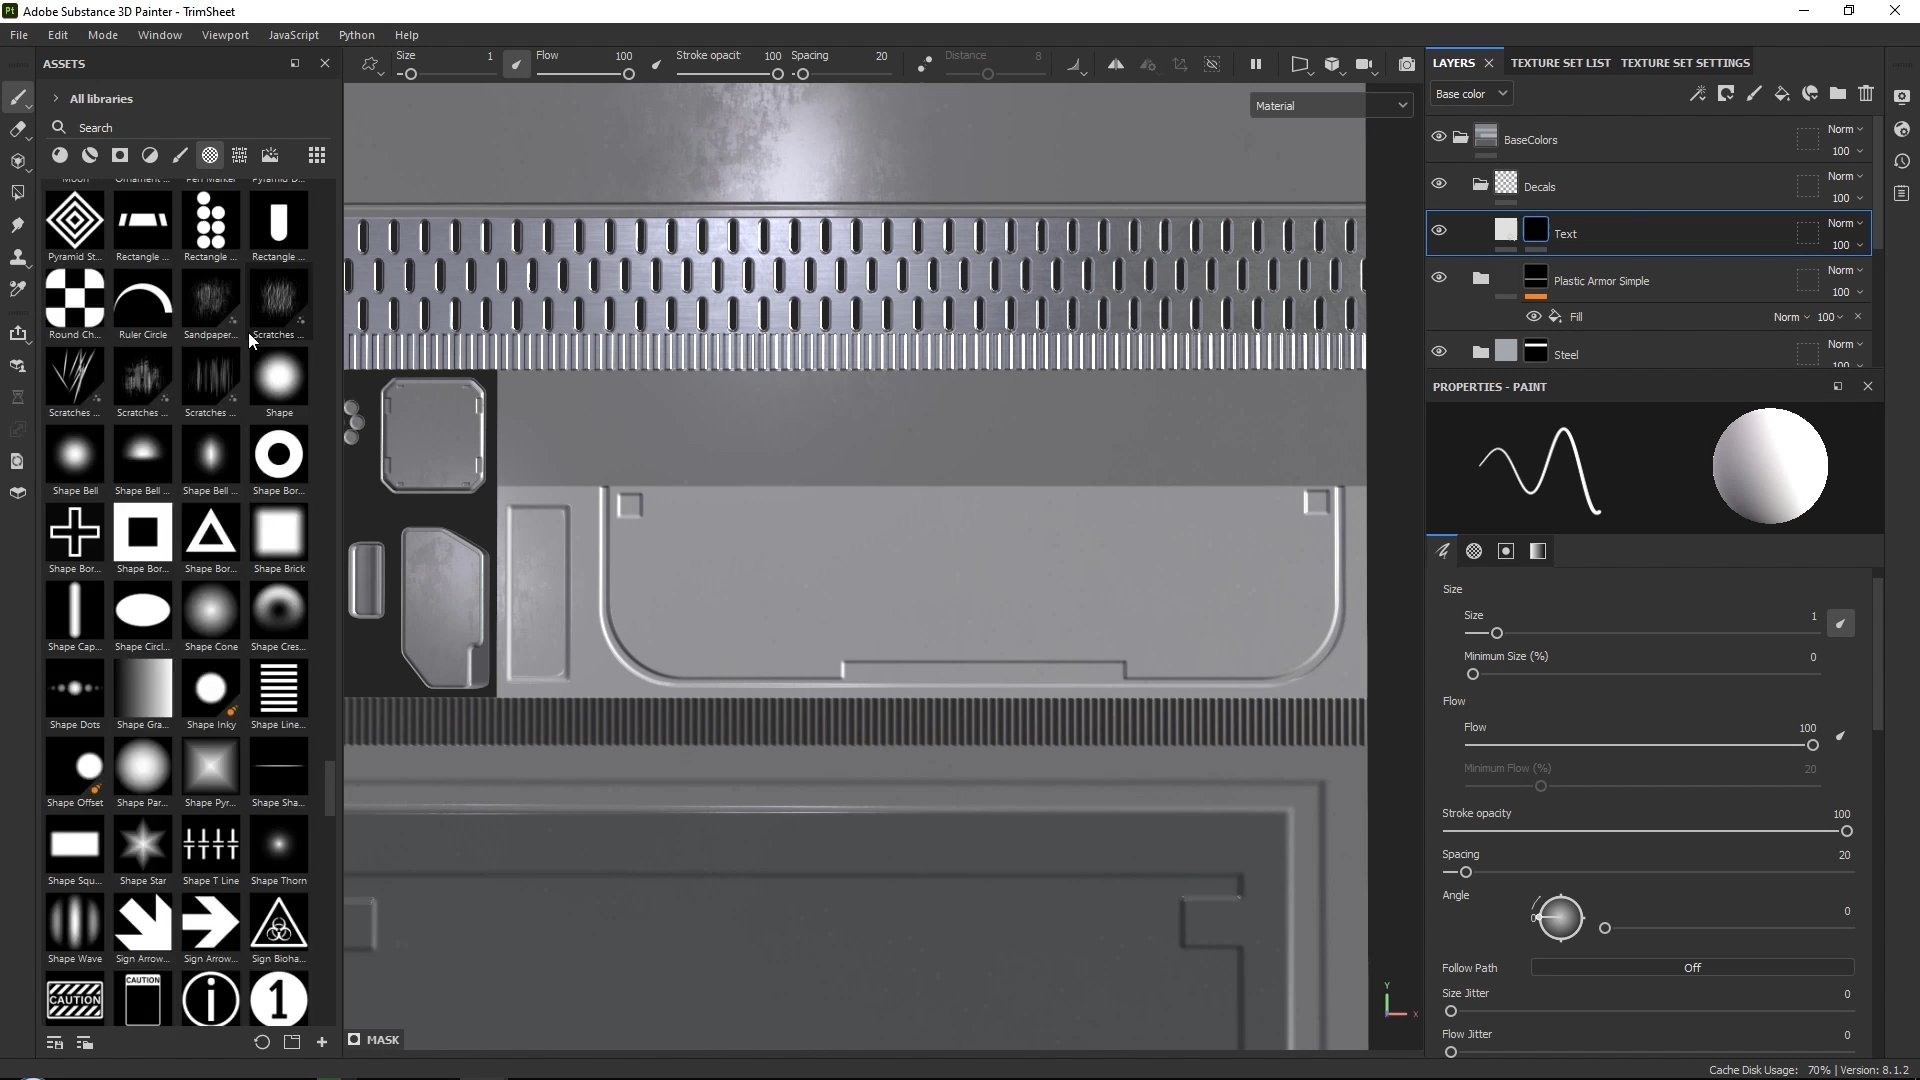 Adobe Substance 3D Painter - TrimSheet
File Edit Mode Window Viewport JavaScript Python Help
ASSETS
Size 1 Flow 100 Stroke opacit 100 Spacing 20 Distance 8
LAYERS TEXTURE SET LIST TEXTURE SET SETTINGS
All libraries
Search
Material
Base color
BaseColors Norm 100
Decals Norm 100
Text Norm 100
Plastic Armor Simple Norm 100
Fill Norm 100
Steel Norm 100
Moon Ornament ... Pen Marker Pyramid D...
Pyramid St... Rectangle ... Rectangle ... Rectangle ...
Round Ch... Ruler Circle Sandpaper... Scratches ...
Scratches ... Scratches ... Scratches ... Shape
Shape Bell Shape Bell ... Shape Bell ... Shape Bor...
Shape Bor... Shape Bor... Shape Bor... Shape Brick
Shape Cap... Shape Circl... Shape Cone Shape Cres...
Shape Dots Shape Gra... Shape Inky Shape Line...
Shape Offset Shape Par... Shape Pyr... Shape Sha...
Shape Squ... Shape Star Shape T Line Shape Thorn
Shape Wave Sign Arrow... Sign Arrow... Sign Bioha...
CAUTION CAUTION i 1
MASK
Y
X
PROPERTIES - PAINT
Size
Size 1
Minimum Size (%) 0
Flow
Flow 100
Minimum Flow (%) 20
Stroke opacity 100
Spacing 20
Angle 0 0
Follow Path Off
Size Jitter 0
Flow Jitter 0
Cache Disk Usage: 70% | Version: 8.1.2